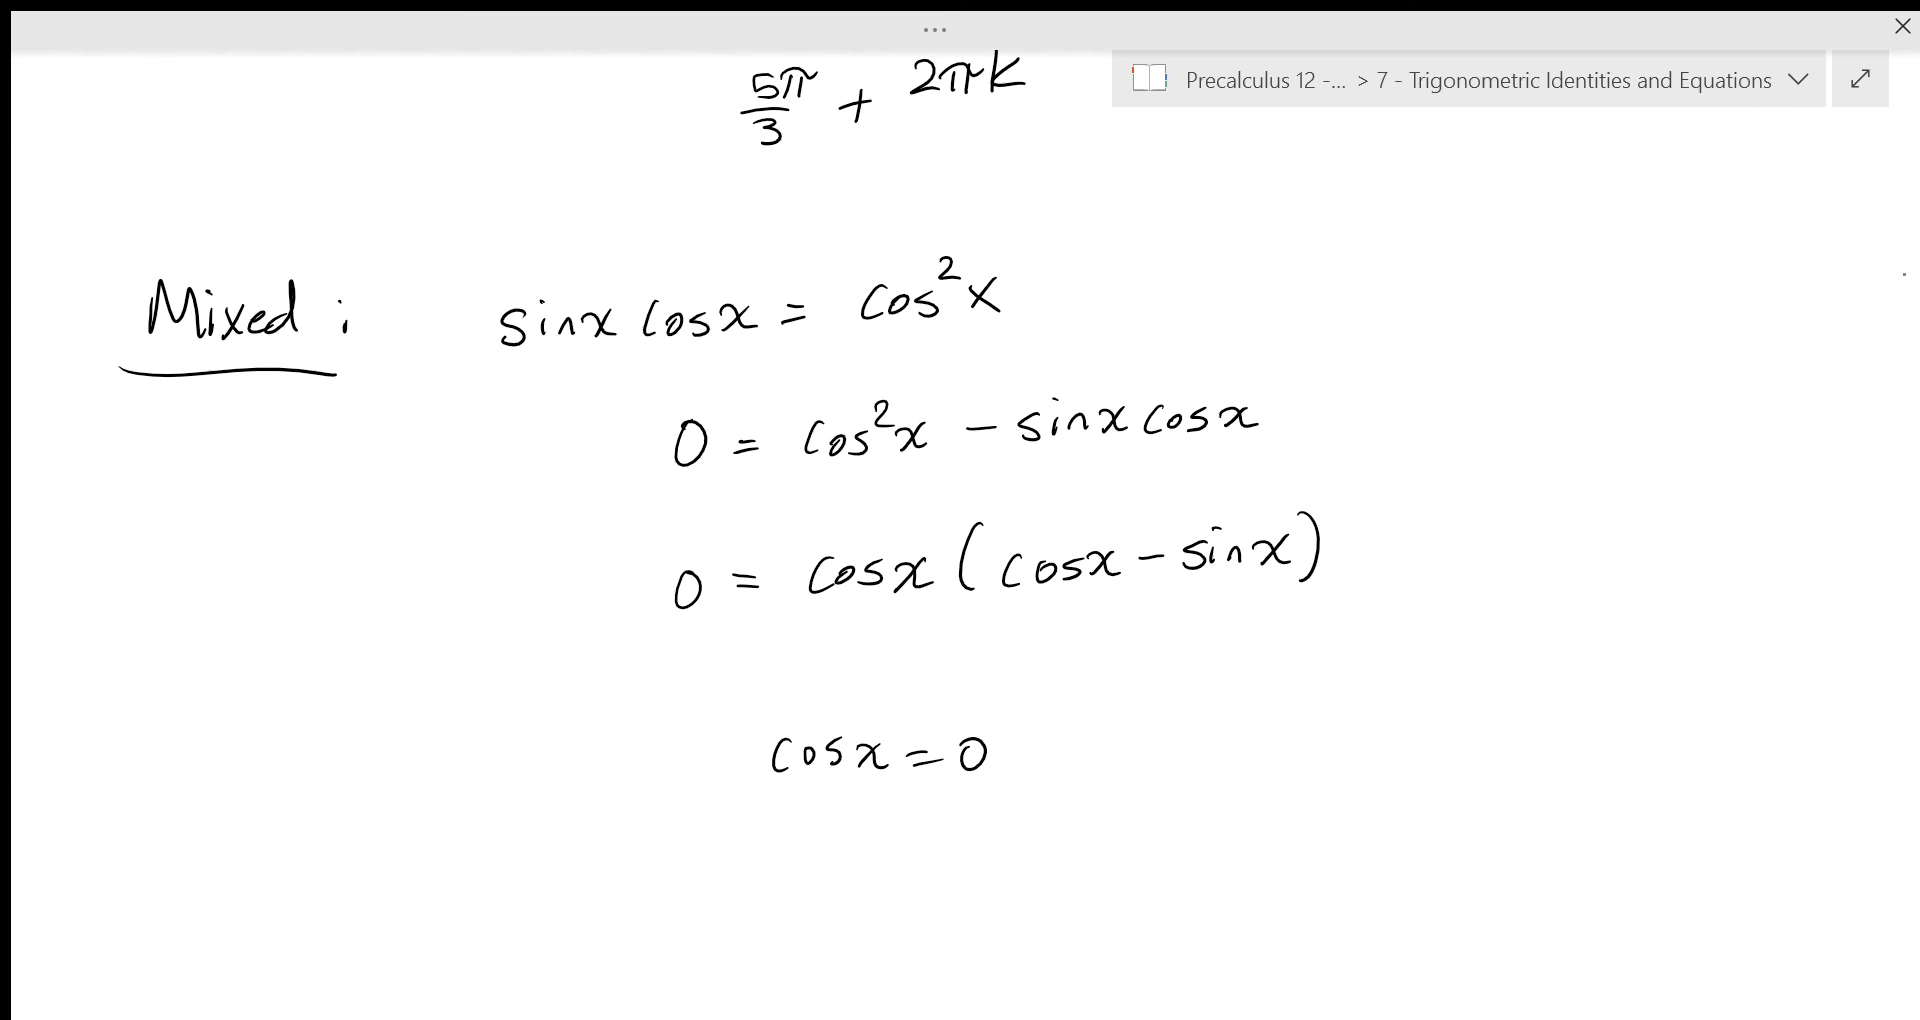 5π/3 + 2πk
Precalculus 12 -... > 7 - Trigonometric Identities and Equations
Mixed : sinx cosx = cos²x
0 = cos²x - sinx cosx
0 = cosx (cosx - sinx)
cosx = 0